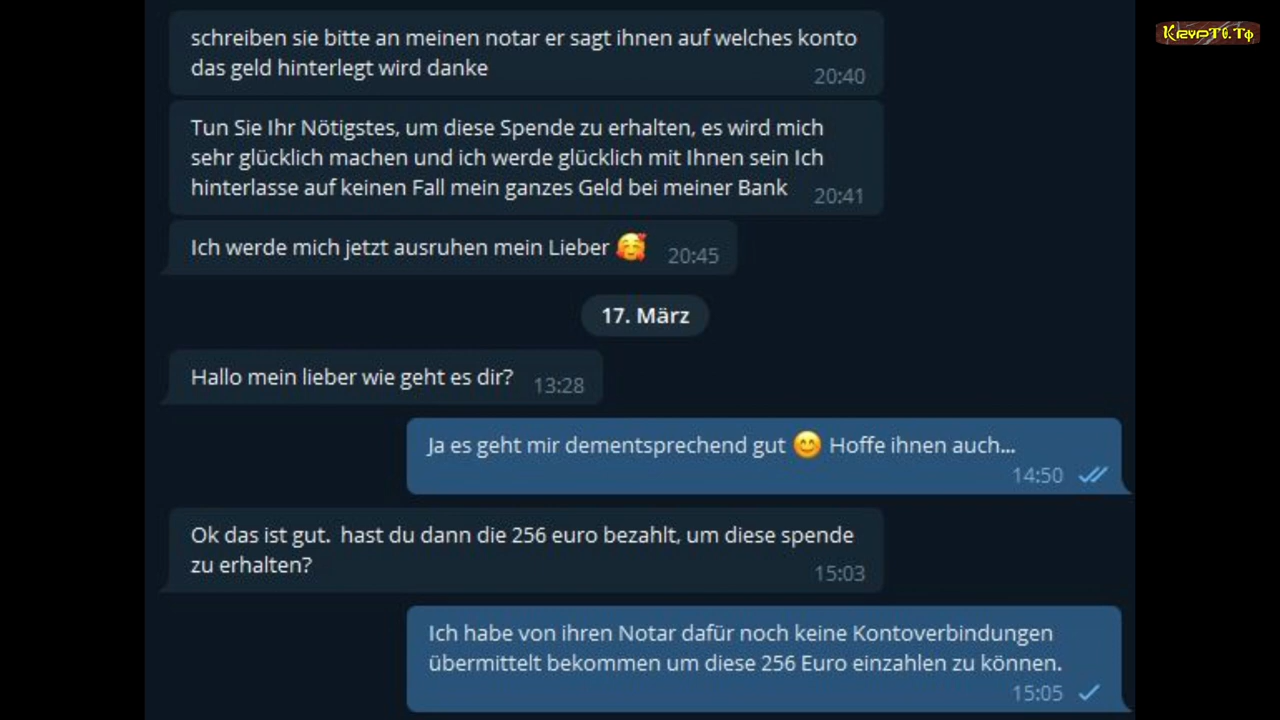 schreiben sie bitte an meinen notar er sagt ihnen auf welches konto
das geld hinterlegt wird danke
20:40
Tun Sie Ihr Nötigstes, um diese Spende zu erhalten, es wird mich
sehr glücklich machen und ich werde glücklich mit Ihnen sein Ich
hinterlasse auf keinen Fall mein ganzes Geld bei meiner Bank
20:41
Ich werde mich jetzt ausruhen mein Lieber 🥰
20:45
17. März
Hallo mein lieber wie geht es dir?
13:28
Ja es geht mir dementsprechend gut 😊 Hoffe ihnen auch...
14:50
Ok das ist gut.  hast du dann die 256 euro bezahlt, um diese spende
zu erhalten?
15:03
Ich habe von ihren Notar dafür noch keine Kontoverbindungen
übermittelt bekommen um diese 256 Euro einzahlen zu können.
15:05